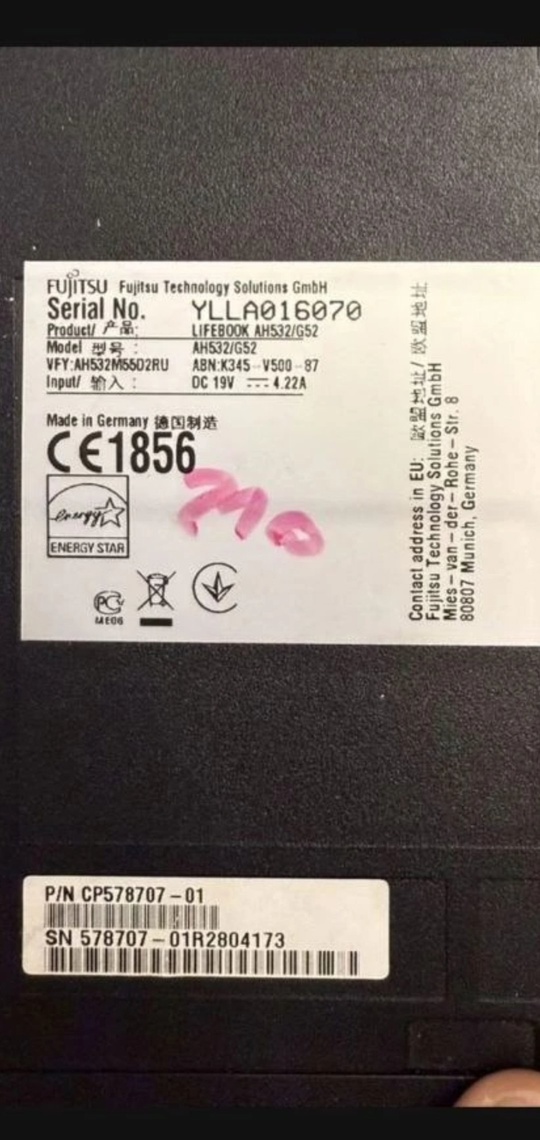 FUJITSU Fujitsu Technology Solutions GmbH
Serial No. YLLA016070
Product/ 产品: LIFEBOOK AH532/G52
Model 型号: AH532/G52
VFY:AH532M55D2RU ABN:K345-V500-87
Input/ 输入: DC 19V ⎓ 4.22A
Made in Germany 德国制造
CE1856
energy
ENERGY STAR
PC
ME06
Contact address in EU: 歐盟地址/ 欧盟地址
Fujitsu Technology Solutions GmbH
Mies-van-der-Rohe-Str. 8
80807 Munich, Germany
P/N CP578707-01
SN 578707-01R2804173